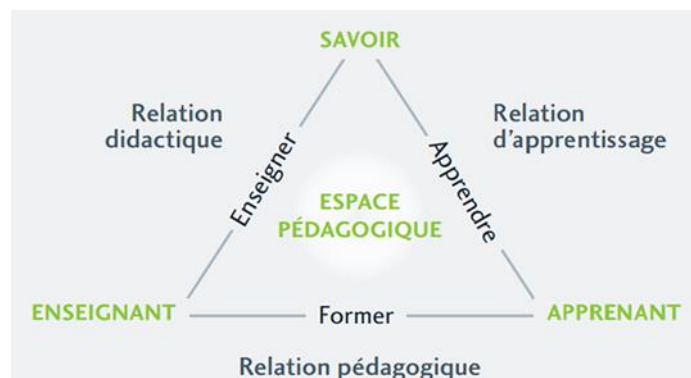 SAVOIR
Relation
didactique
Relation
d'apprentissage
Enseigner
Apprendre
ESPACE
PÉDAGOGIQUE
ENSEIGNANT
Former
APPRENANT
Relation pédagogique